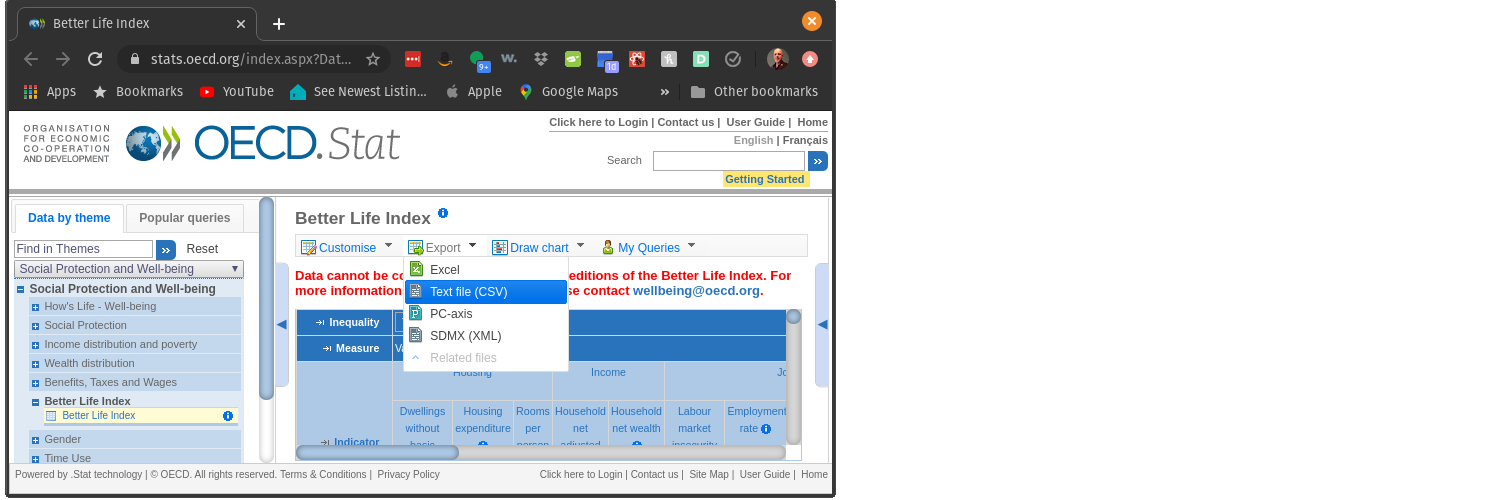 Better Life Index
stats.oecd.org/index.aspx?Dat...
9+
1d
Apps
Bookmarks
YouTube
See Newest Listin...
Apple
Google Maps
Other bookmarks
ORGANISATION
FOR ECONOMIC
CO-OPERATION
AND DEVELOPMENT
OECD.Stat
Click here to Login | Contact us | User Guide | Home
English | Français
Search
Getting Started
Data by theme
Popular queries
Find in Themes
Reset
Social Protection and Well-being
Social Protection and Well-being
How's Life - Well-being
Social Protection
Income distribution and poverty
Wealth distribution
Benefits, Taxes and Wages
Better Life Index
Better Life Index
Gender
Time Use
Better Life Index
Customise
Export
Draw chart
My Queries
Excel
Text file (CSV)
PC-axis
SDMX (XML)
Related files
Data cannot be editions of the Better Life Index. For
more information contact wellbeing@oecd.org.
Inequality
Measure
Housing
Income
Dwellings without basic
Housing expenditure
Rooms per person
Household net adjusted
Household net wealth
Labour market insecurity
Employment rate
Indicator
Powered by .Stat technology | © OECD. All rights reserved. Terms & Conditions | Privacy Policy
Click here to Login | Contact us | Site Map | User Guide | Home